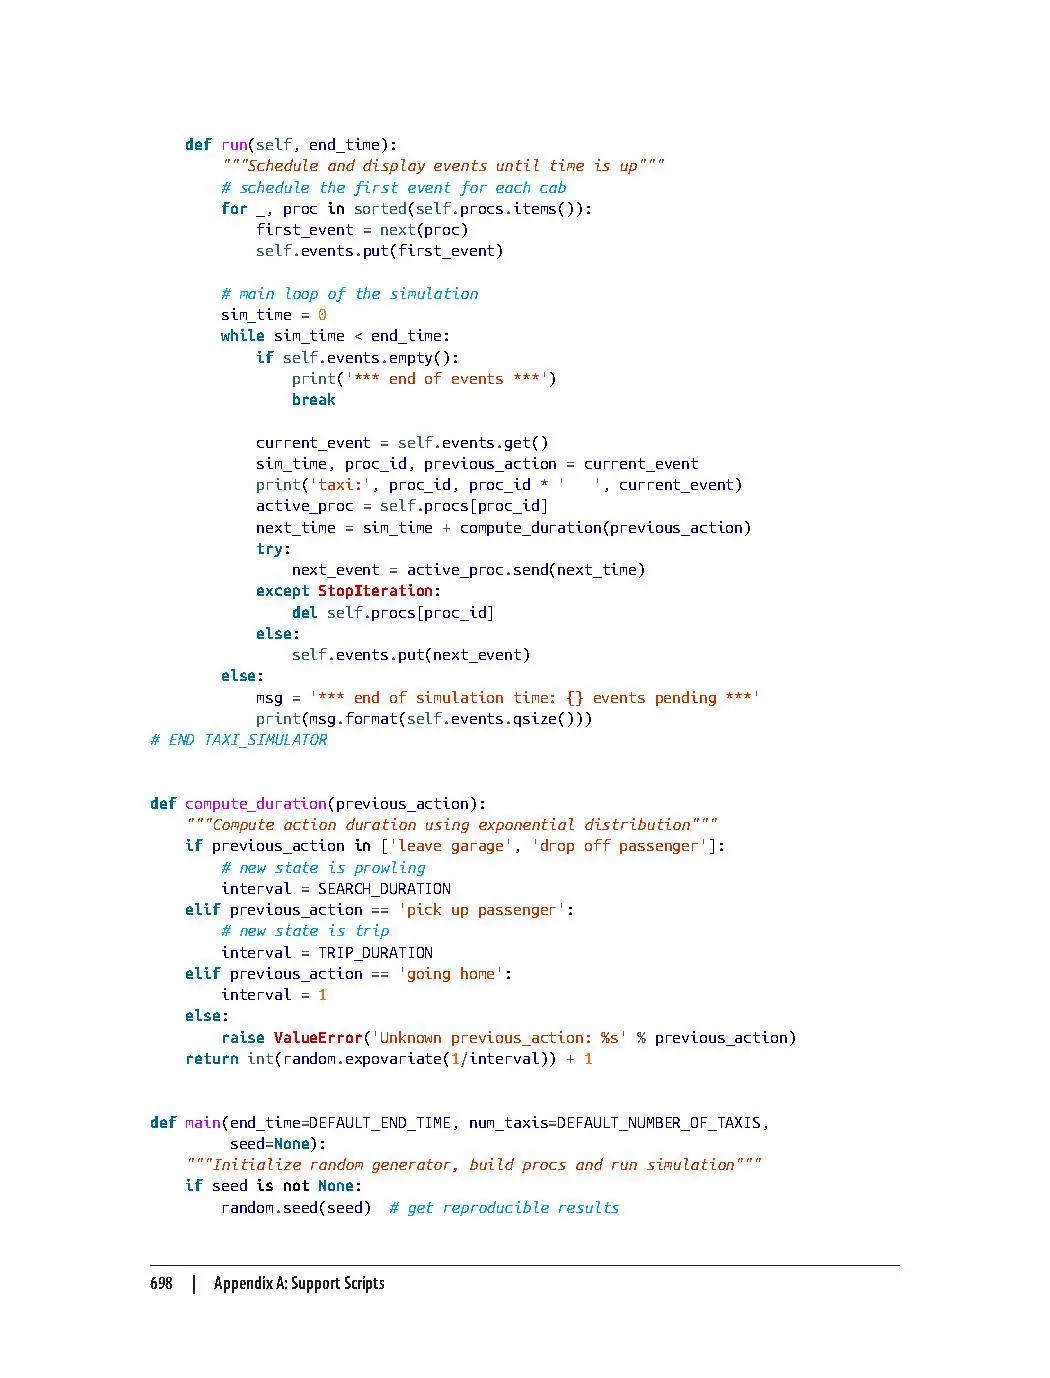 def run(self, end_time):
        """Schedule and display events until time is up"""
        # schedule the first event for each cab
        for _, proc in sorted(self.procs.items()):
            first_event = next(proc)
            self.events.put(first_event)

        # main loop of the simulation
        sim_time = 0
        while sim_time < end_time:
            if self.events.empty():
                print('*** end of events ***')
                break

            current_event = self.events.get()
            sim_time, proc_id, previous_action = current_event
            print('taxi:', proc_id, proc_id * '   ', current_event)
            active_proc = self.procs[proc_id]
            next_time = sim_time + compute_duration(previous_action)
            try:
                next_event = active_proc.send(next_time)
            except StopIteration:
                del self.procs[proc_id]
            else:
                self.events.put(next_event)
        else:
            msg = '*** end of simulation time: {} events pending ***'
            print(msg.format(self.events.qsize()))
# END TAXI_SIMULATOR


def compute_duration(previous_action):
    """Compute action duration using exponential distribution"""
    if previous_action in ['leave garage', 'drop off passenger']:
        # new state is prowling
        interval = SEARCH_DURATION
    elif previous_action == 'pick up passenger':
        # new state is trip
        interval = TRIP_DURATION
    elif previous_action == 'going home':
        interval = 1
    else:
        raise ValueError('Unknown previous_action: %s' % previous_action)
    return int(random.expovariate(1/interval)) + 1


def main(end_time=DEFAULT_END_TIME, num_taxis=DEFAULT_NUMBER_OF_TAXIS,
         seed=None):
    """Initialize random generator, build procs and run simulation"""
    if seed is not None:
        random.seed(seed)  # get reproducible results

698 | Appendix A: Support Scripts